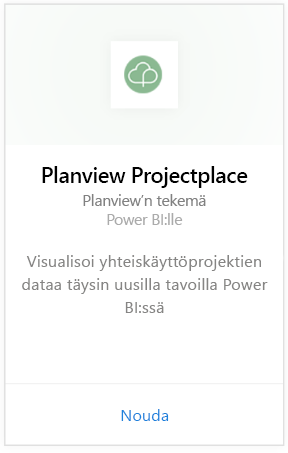 Planview Projectplace
Planview’n tekemä
Power BI:lle
Visualisoi yhteiskäyttöprojektien
dataa täysin uusilla tavoilla Power
BI:ssä
Nouda